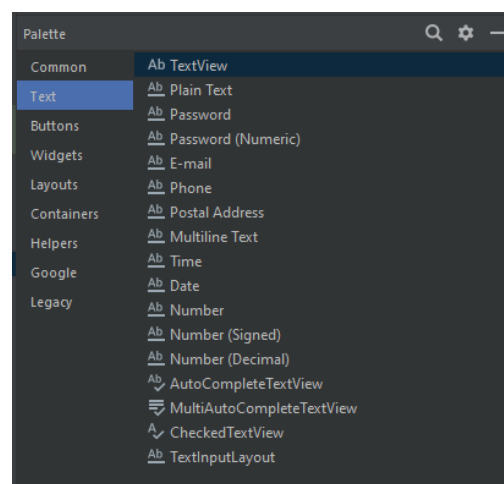 Palette
Common
Text
Buttons
Widgets
Layouts
Containers
Helpers
Google
Legacy
Ab TextView
Ab Plain Text
Ab Password
Ab Password (Numeric)
Ab E-mail
Ab Phone
Ab Postal Address
Ab Multiline Text
Ab Time
Ab Date
Ab Number
Ab Number (Signed)
Ab Number (Decimal)
Ab AutoCompleteTextView
MultiAutoCompleteTextView
A CheckedTextView
Ab TextInputLayout